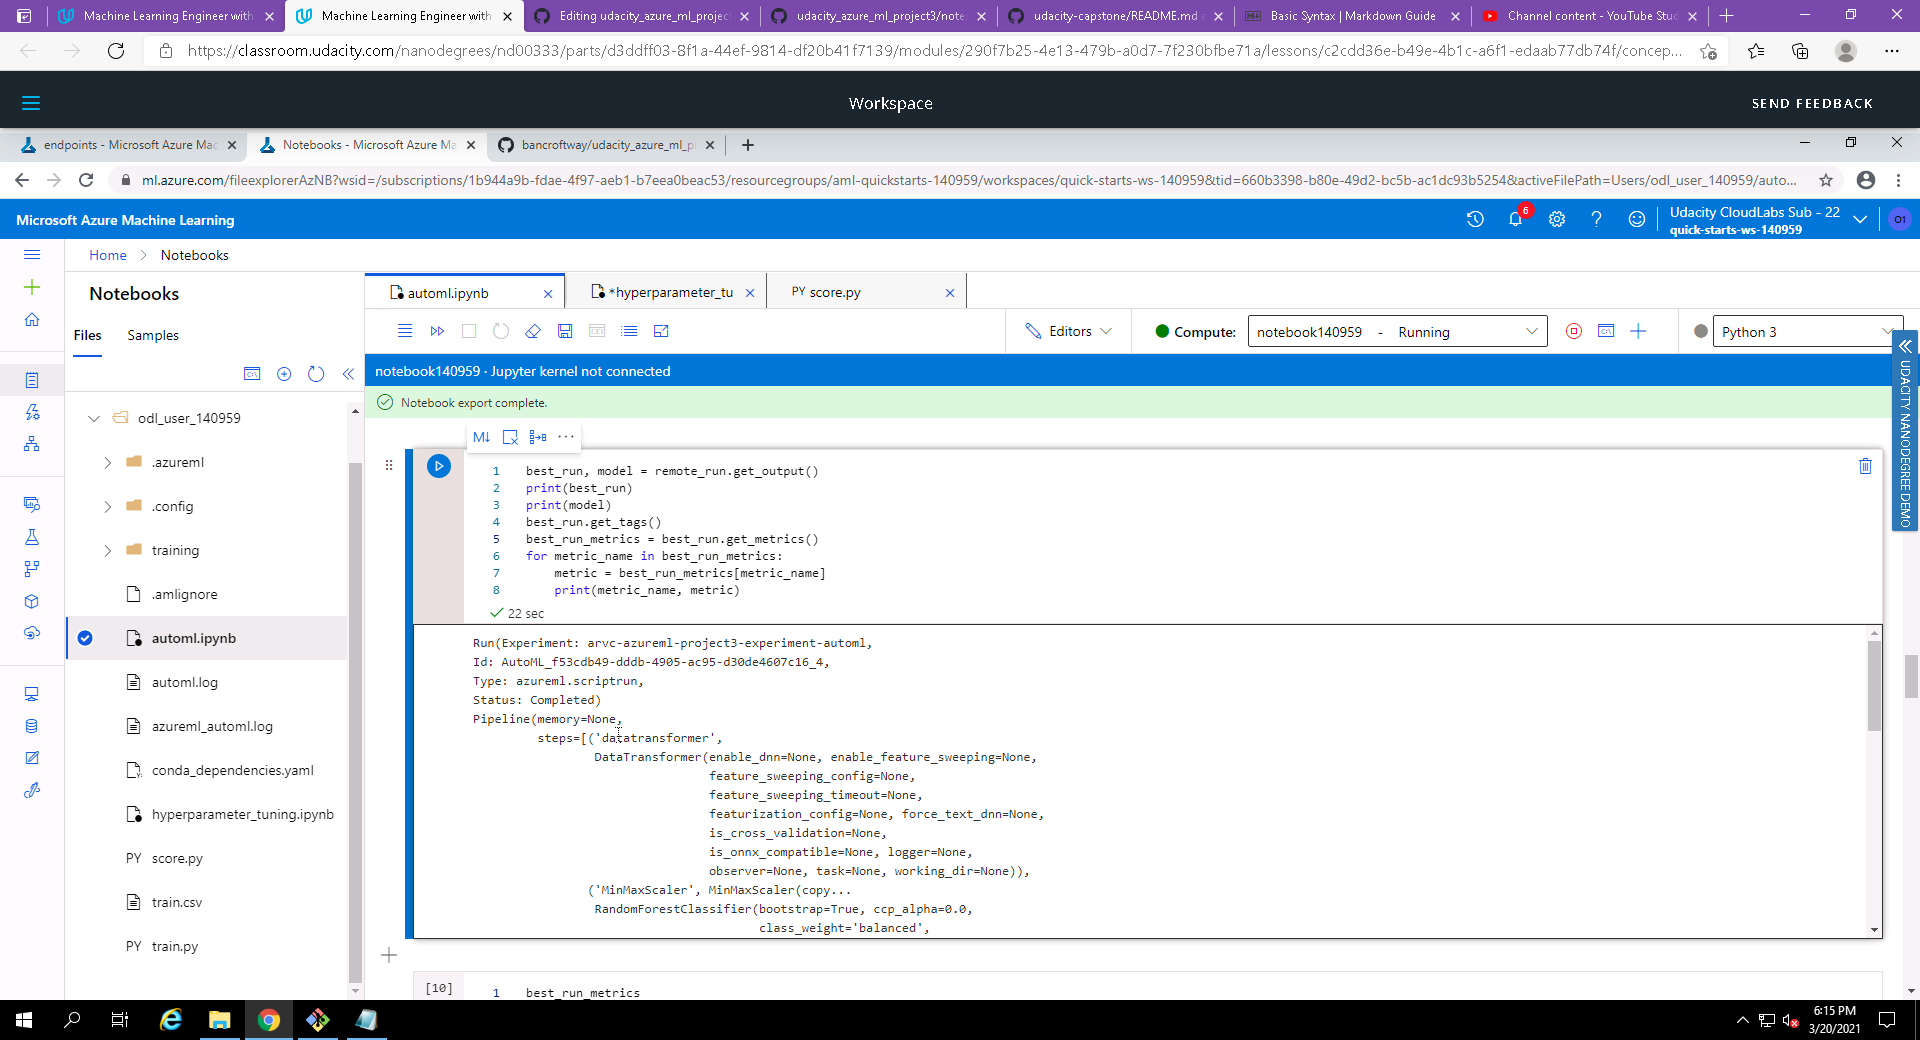 Machine Learning Engineer with
Machine Learning Engineer with
Editing udacity_azure_ml_project
udacity_azure_ml_project3/note
udacity-capstone/README.md
Basic Syntax | Markdown Guide
Channel content - YouTube Stud
https://classroom.udacity.com/nanodegrees/nd00333/parts/d3ddff03-8f1a-44ef-9814-df20b41f7139/modules/290f7b25-4e13-479b-a0d7-7f230bfbe71a/lessons/c2cdd36e-b49e-4b1c-a6f1-edaab77db74f/concep...
Workspace
SEND FEEDBACK
endpoints - Microsoft Azure Mac
Notebooks - Microsoft Azure Ma
bancroftway/udacity_azure_ml_p
ml.azure.com/fileexplorerAzNB?wsid=/subscriptions/1b944a9b-fdae-4f97-aeb1-b7eea0beac53/resourcegroups/aml-quickstarts-140959/workspaces/quick-starts-ws-140959&tid=660b3398-b80e-49d2-bc5b-ac1dc93b5254&activeFilePath=Users/odl_user_140959/auto...
Microsoft Azure Machine Learning
6
Udacity CloudLabs Sub - 22
quick-starts-ws-140959
O1
Home
Notebooks
Notebooks
Files
Samples
odl_user_140959
.azureml
.config
training
.amlignore
automl.ipynb
automl.log
azureml_automl.log
conda_dependencies.yaml
hyperparameter_tuning.ipynb
PY score.py
train.csv
PY train.py
automl.ipynb
*hyperparameter_tu
PY score.py
Editors
Compute:
notebook140959 - Running
Python 3
notebook140959 · Jupyter kernel not connected
Notebook export complete.
M↓
1 best_run, model = remote_run.get_output()
2 print(best_run)
3 print(model)
4 best_run.get_tags()
5 best_run_metrics = best_run.get_metrics()
6 for metric_name in best_run_metrics:
7 metric = best_run_metrics[metric_name]
8 print(metric_name, metric)
22 sec
Run(Experiment: arvc-azureml-project3-experiment-automl,
Id: AutoML_f53cdb49-dddb-4905-ac95-d30de4607c16_4,
Type: azureml.scriptrun,
Status: Completed)
Pipeline(memory=None,
steps=[('datatransformer',
DataTransformer(enable_dnn=None, enable_feature_sweeping=None,
feature_sweeping_config=None,
feature_sweeping_timeout=None,
featurization_config=None, force_text_dnn=None,
is_cross_validation=None,
is_onnx_compatible=None, logger=None,
observer=None, task=None, working_dir=None)),
('MinMaxScaler', MinMaxScaler(copy...
RandomForestClassifier(bootstrap=True, ccp_alpha=0.0,
class_weight='balanced',
[10]
1 best_run_metrics
UDACITY NANODEGREE DEMO
6:15 PM
3/20/2021